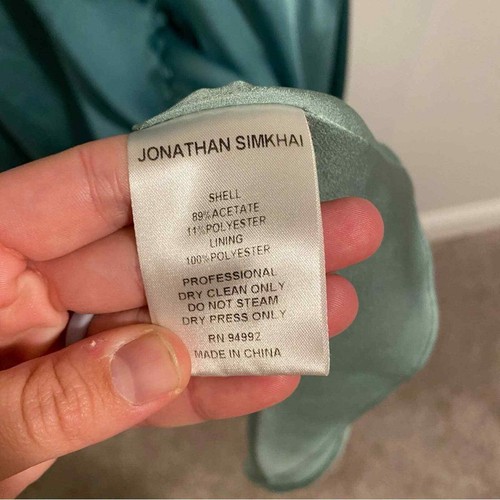 JONATHAN SIMKHAI
SHELL
89%ACETATE
11%POLYESTER
LINING
100%POLYESTER
PROFESSIONAL
DRY CLEAN ONLY
DO NOT STEAM
DRY PRESS ONLY
RN 94992
MADE IN CHINA